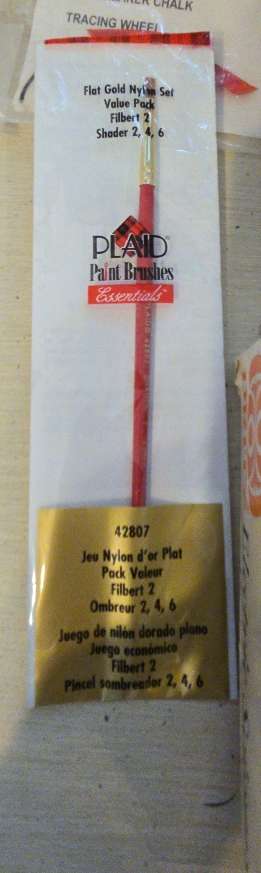 CHALK
TRACING WHEEL
Flat Gold Nylon Set
Value Pack
Filbert 2
Shader 2, 4, 6
PLAID®
Paint Brushes
Essentials™
42807
Jeu Nylon d'or Plat
Pack Valeur
Filbert 2
Ombreur 2, 4, 6
Juego de nilón dorado plano
Juego económico
Filbert 2
Pincel sombreador 2, 4, 6